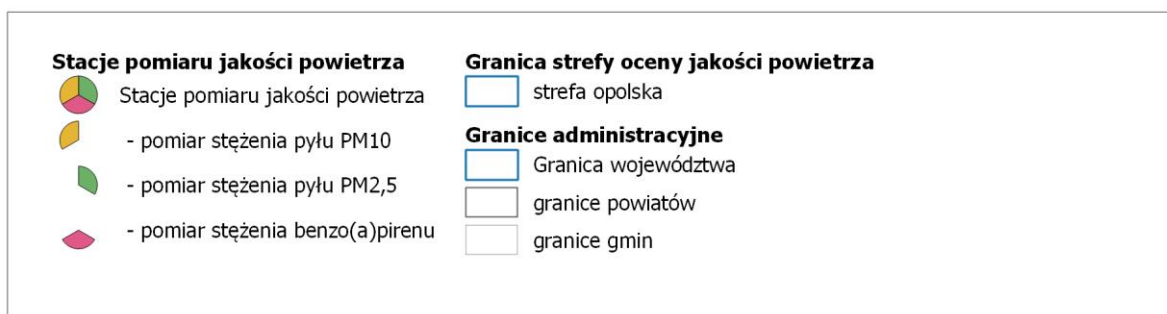 Stacje pomiaru jakości powietrza
Stacje pomiaru jakości powietrza
- pomiar stężenia pyłu PM10
- pomiar stężenia pyłu PM2,5
- pomiar stężenia benzo(a)pirenu
Granica strefy oceny jakości powietrza
strefa opolska
Granice administracyjne
Granica województwa
granice powiatów
granice gmin